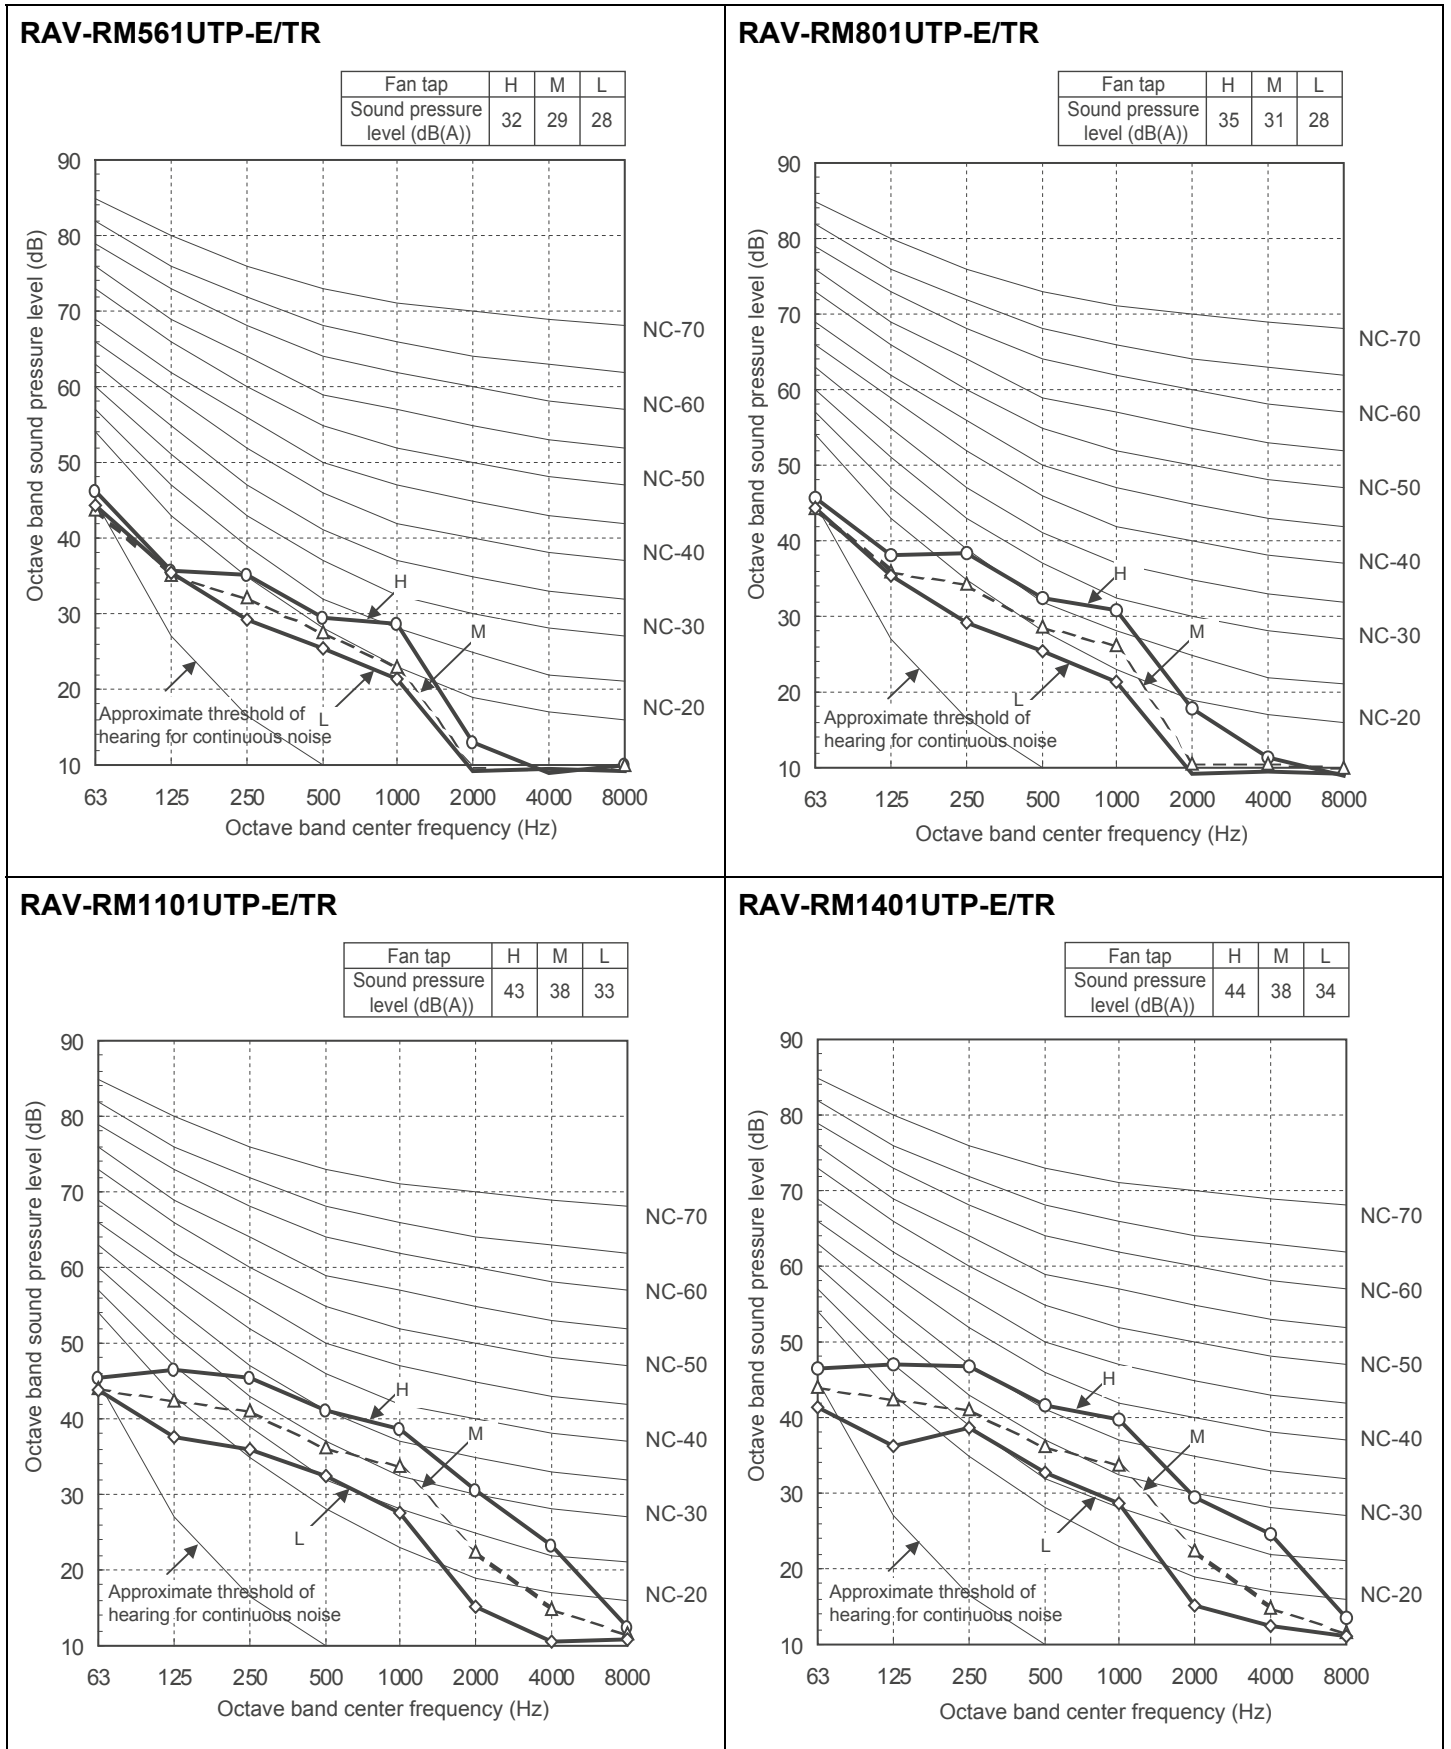 RAV-RM561UTP-E/TR
Fan tap H M L
Sound pressure level (dB(A)) 32 29 28
Octave band sound pressure level (dB)
90
80
70
60
50
40
30
20
10
NC-70
NC-60
NC-50
NC-40
NC-30
NC-20
H
M
L
Approximate threshold of
hearing for continuous noise
63 125 250 500 1000 2000 4000 8000
Octave band center frequency (Hz)
RAV-RM801UTP-E/TR
Fan tap H M L
Sound pressure level (dB(A)) 35 31 28
Octave band sound pressure level (dB)
90
80
70
60
50
40
30
20
10
NC-70
NC-60
NC-50
NC-40
NC-30
NC-20
H
M
L
Approximate threshold of
hearing for continuous noise
63 125 250 500 1000 2000 4000 8000
Octave band center frequency (Hz)
RAV-RM1101UTP-E/TR
Fan tap H M L
Sound pressure level (dB(A)) 43 38 33
Octave band sound pressure level (dB)
90
80
70
60
50
40
30
20
10
NC-70
NC-60
NC-50
NC-40
NC-30
NC-20
H
M
L
Approximate threshold of
hearing for continuous noise
63 125 250 500 1000 2000 4000 8000
Octave band center frequency (Hz)
RAV-RM1401UTP-E/TR
Fan tap H M L
Sound pressure level (dB(A)) 44 38 34
Octave band sound pressure level (dB)
90
80
70
60
50
40
30
20
10
NC-70
NC-60
NC-50
NC-40
NC-30
NC-20
H
M
L
Approximate threshold of
hearing for continuous noise
63 125 250 500 1000 2000 4000 8000
Octave band center frequency (Hz)